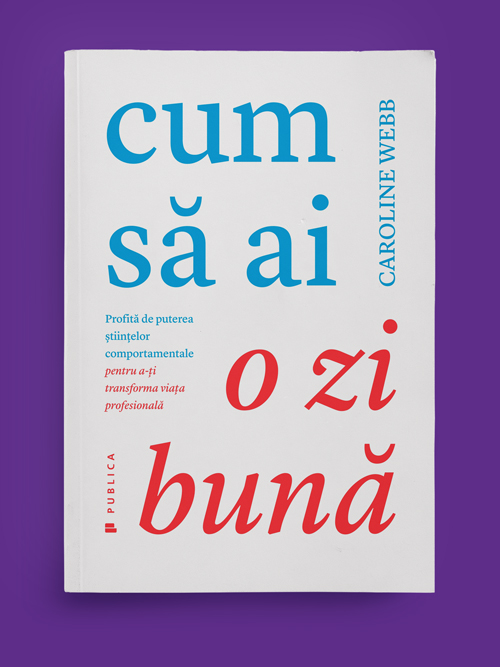 cum
să ai
CAROLINE WEBB
Profită de puterea
științelor
comportamentale
pentru a-ți
transforma viața
profesională
o zi
bună
PUBLICA